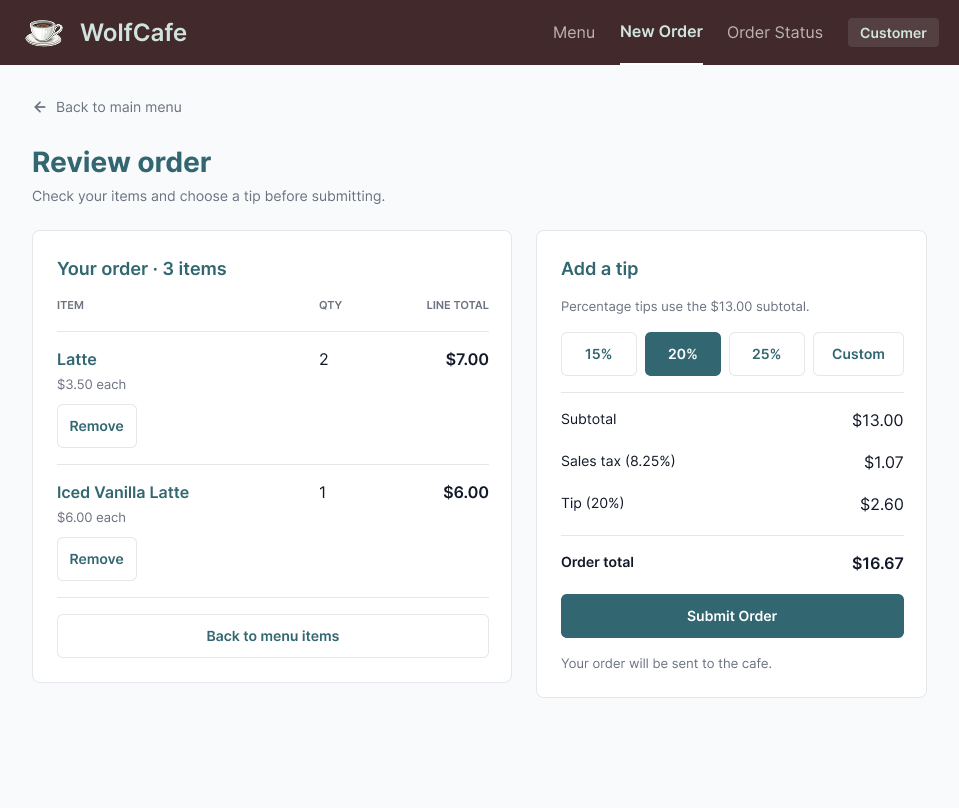 WolfCafe
Menu New Order Order Status Customer
Back to main menu
Review order
Check your items and choose a tip before submitting.
Your order · 3 items
ITEM QTY LINE TOTAL
Latte 2 $7.00
$3.50 each
Remove
Iced Vanilla Latte 1 $6.00
$6.00 each
Remove
Back to menu items
Add a tip
Percentage tips use the $13.00 subtotal.
15% 20% 25% Custom
Subtotal $13.00
Sales tax (8.25%) $1.07
Tip (20%) $2.60
Order total $16.67
Submit Order
Your order will be sent to the cafe.